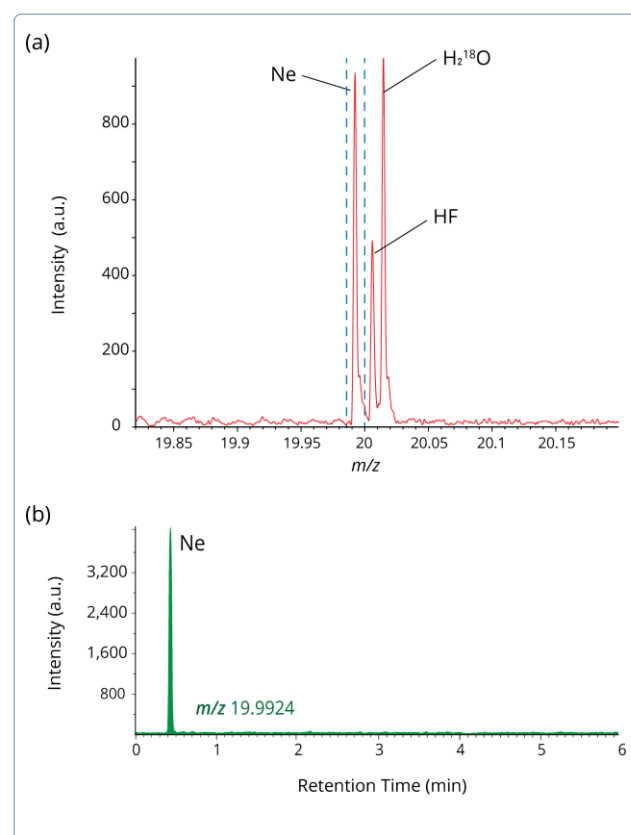 (a)
Ne
H₂¹⁸O
HF
Intensity (a.u.)
800
600
400
200
0
19.85 19.9 19.95 20 20.05 20.1 20.15
m/z
(b)
Ne
Intensity (a.u.)
3,200
2,400
1,600
800
m/z 19.9924
0 1 2 3 4 5 6
Retention Time (min)